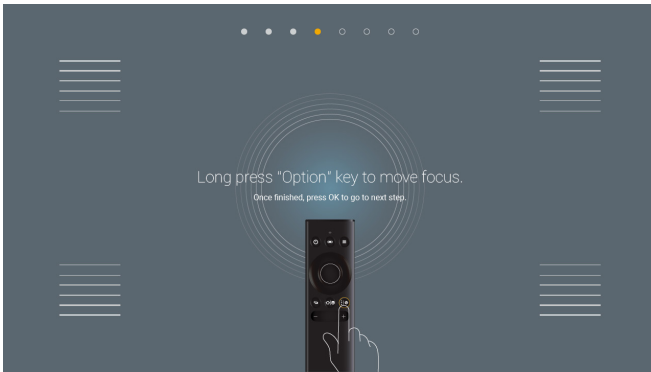 Long press "Option" key to move focus.
Once finished, press OK to go to next step.